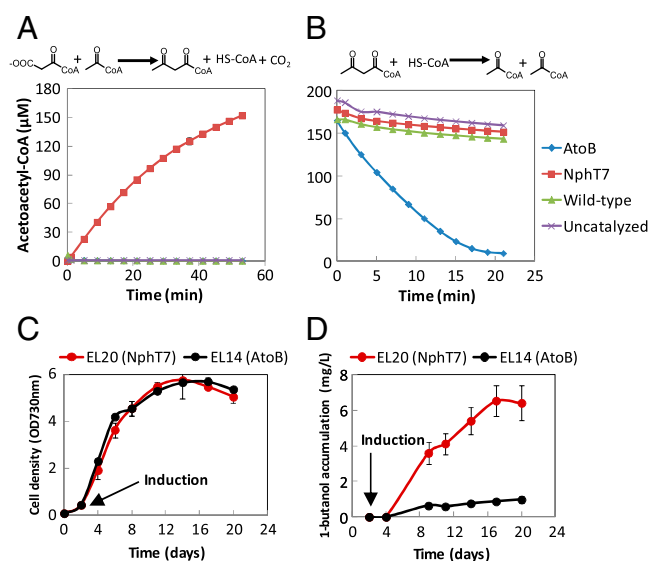 A
B
-OOC
O
CoA
+
O
CoA
O
O
CoA
+ HS-CoA + CO2
O
O
CoA
+ HS-CoA
O
CoA
+
O
CoA
Acetoacetyl-CoA (µM)
180
150
120
90
60
30
0
0
20
40
60
Time (min)
200
150
100
50
0
0
5
10
15
20
25
Time (min)
AtoB
NphT7
Wild-type
Uncatalyzed
C
D
EL20 (NphT7)
EL14 (AtoB)
Cell density (OD730nm)
6
4
2
0
0
4
8
12
16
20
24
Induction
Time (days)
EL20 (NphT7)
EL14 (AtoB)
1-butanol accumulation (mg/L)
8
6
4
2
0
0
4
8
12
16
20
24
Induction
Time (days)